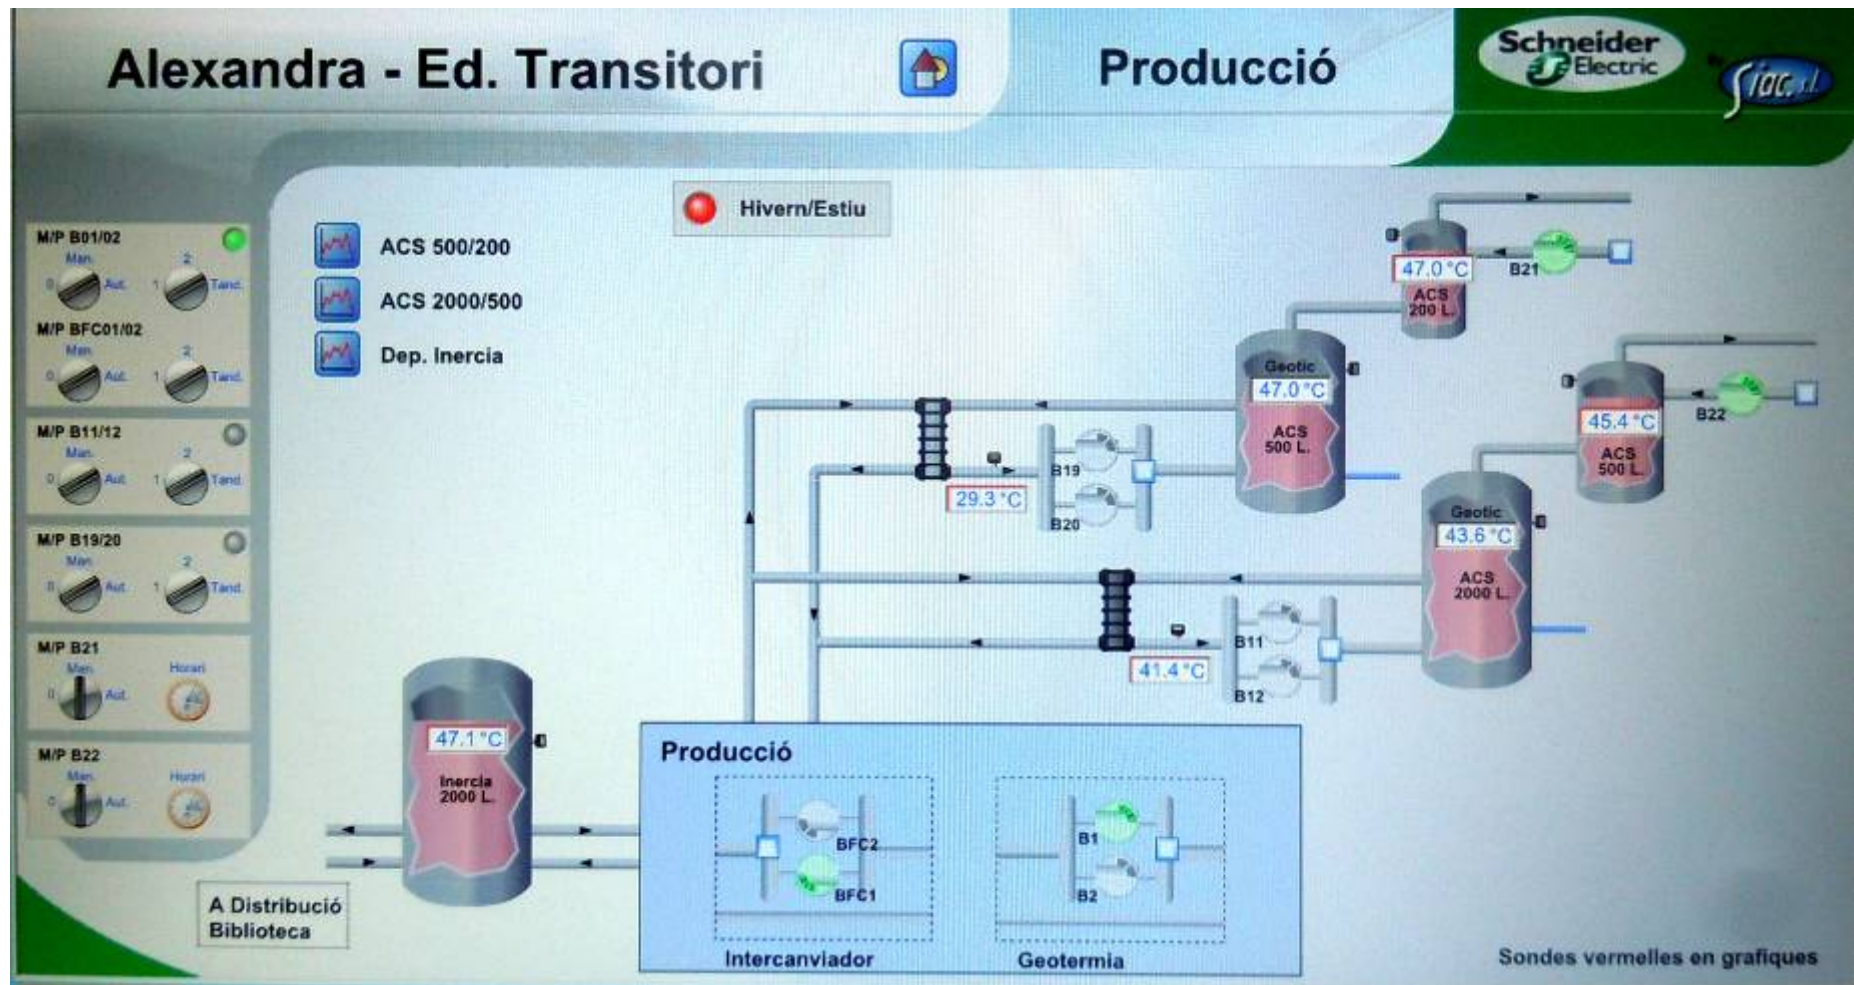 Alexandra - Ed. Transitori
Producció
Schneider
Electric
By
Siac. s.l.
M/P B01/02
Man.
2
0
Aut.
1
Tand.
M/P BFC01/02
Man.
2
0
Aut.
1
Tand.
M/P B11/12
Man.
2
0
Aut.
1
Tand.
M/P B19/20
Man.
2
0
Aut.
1
Tand.
M/P B21
Man.
Horari
0
Aut.
M/P B22
Man.
Horari
0
Aut.
ACS 500/200
ACS 2000/500
Dep. Inercia
Hivern/Estiu
47.0 °C
ACS
200 L.
B21
Geotic
47.0 °C
ACS
500 L.
45.4 °C
ACS
500 L.
B22
Geotic
43.6 °C
ACS
2000 L.
29.3 °C
B19
B20
41.4 °C
B11
B12
47.1 °C
Inercia
2000 L.
A Distribució
Biblioteca
Producció
BFC2
BFC1
Intercanviador
B1
B2
Geotermia
Sondes vermelles en grafiques